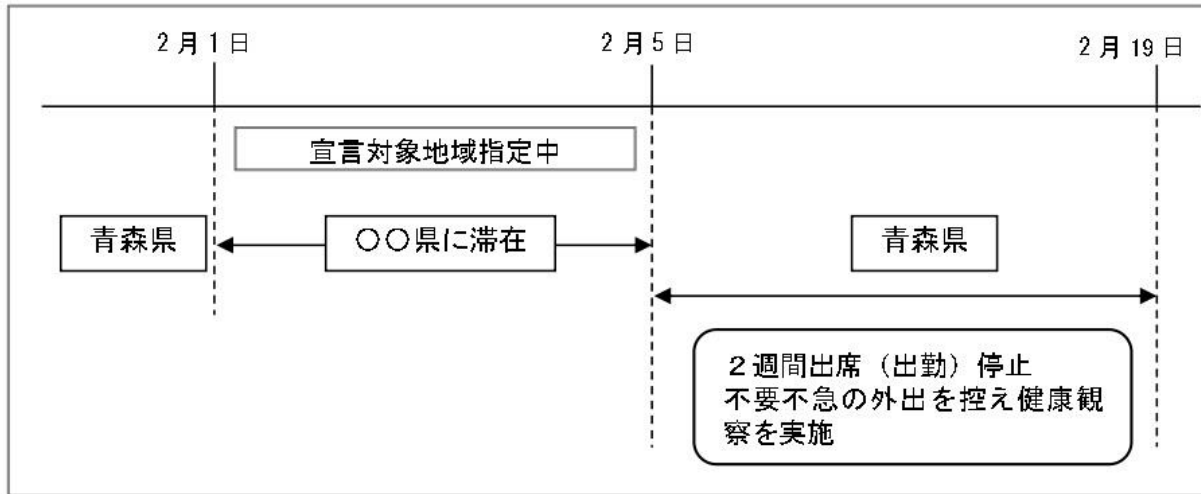 2月1日
2月5日
2月19日
宣言対象地域指定中
青森県
〇〇県に滞在
青森県
2週間出席（出勤）停止
不要不急の外出を控え健康観
察を実施